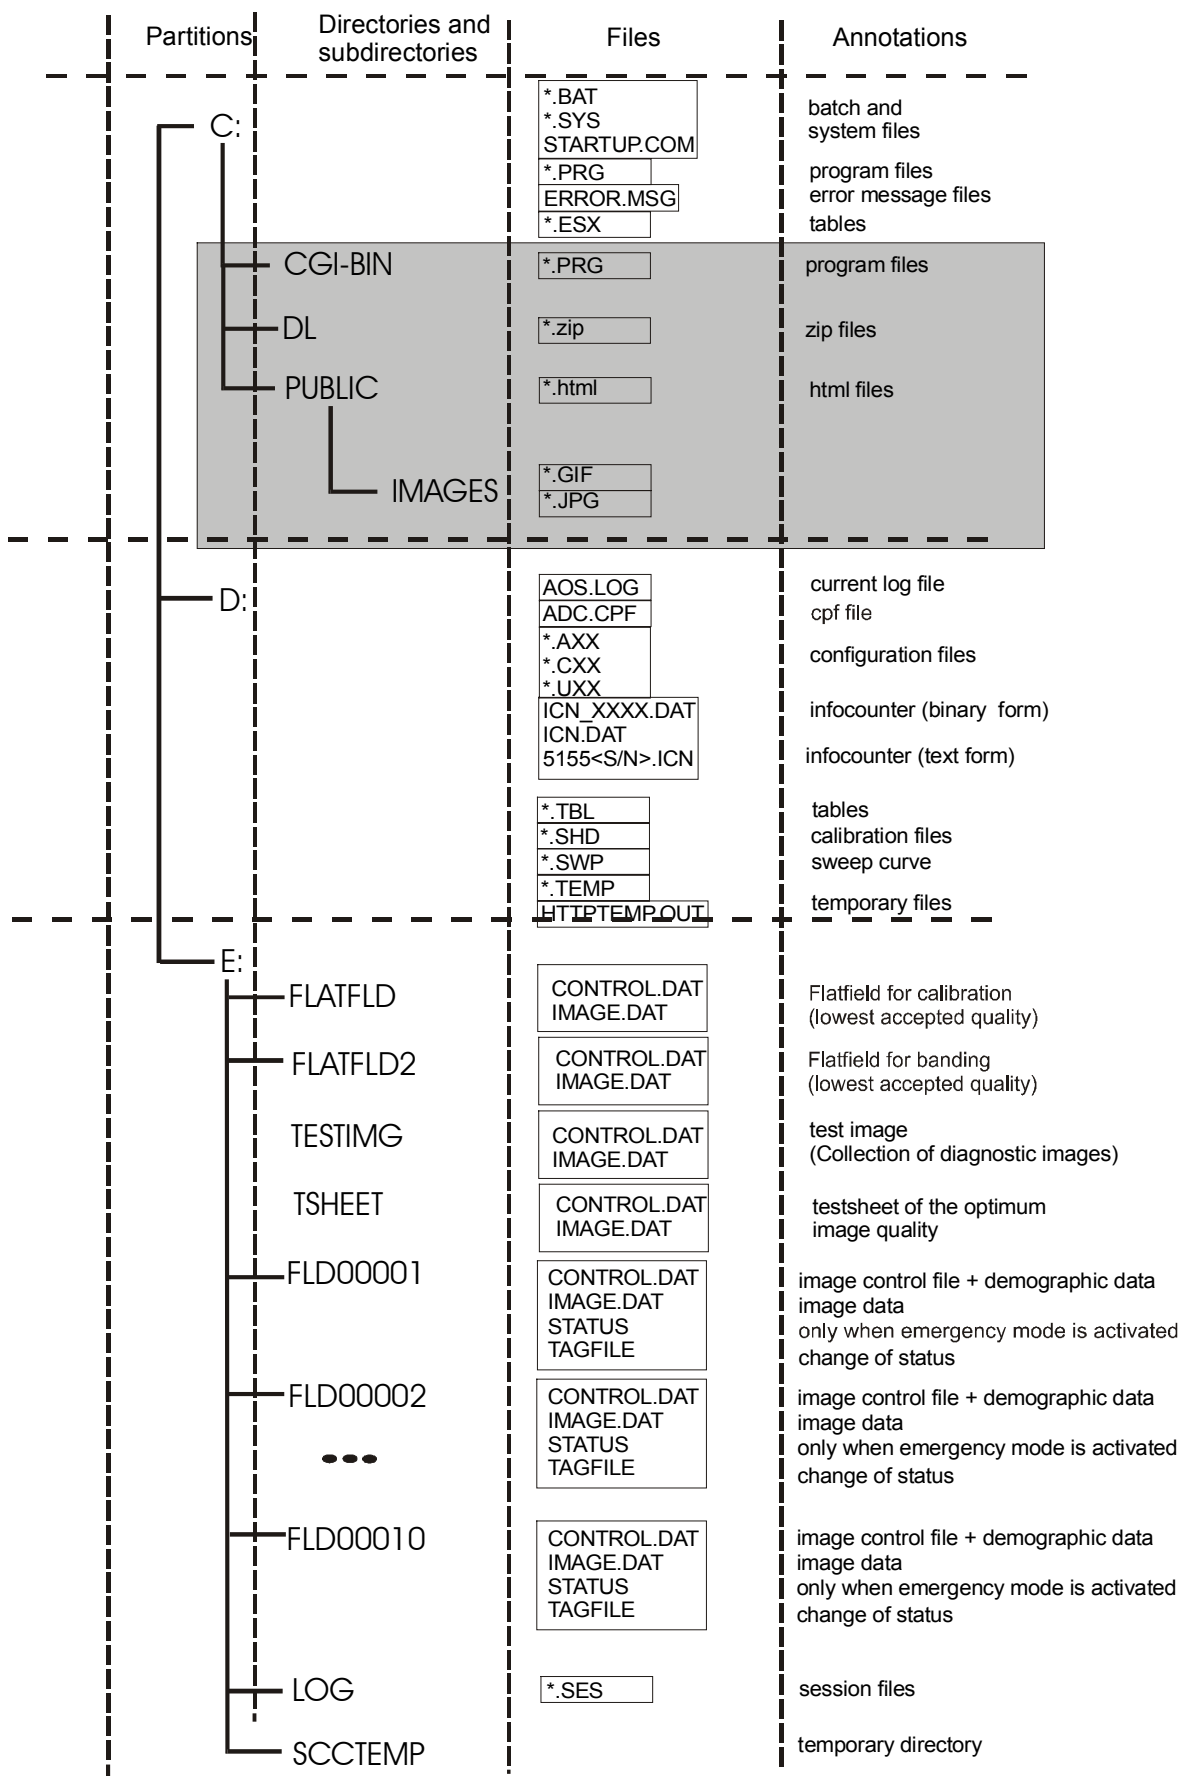 Partitions
Directories and
subdirectories
Files
Annotations
C:
*.BAT
*.SYS
STARTUP.COM
batch and
system files
*.PRG
program files
ERROR.MSG
error message files
*.ESX
tables
CGI-BIN
*.PRG
program files
DL
*.zip
zip files
PUBLIC
*.html
html files
IMAGES
*.GIF
*.JPG
D:
AOS.LOG
current log file
ADC.CPF
cpf file
*.AXX
*.CXX
*.UXX
configuration files
ICN_XXXX.DAT
infocounter (binary form)
ICN.DAT
5155<S/N>.ICN
infocounter (text form)
*.TBL
tables
*.SHD
calibration files
*.SWP
sweep curve
*.TEMP
HTTPTEMP.OUT
temporary files
E:
FLATFLD
CONTROL.DAT
IMAGE.DAT
Flatfield for calibration
(lowest accepted quality)
FLATFLD2
CONTROL.DAT
IMAGE.DAT
Flatfield for banding
(lowest accepted quality)
TESTIMG
CONTROL.DAT
IMAGE.DAT
test image
(Collection of diagnostic images)
TSHEET
CONTROL.DAT
IMAGE.DAT
testsheet of the optimum
image quality
FLD00001
CONTROL.DAT
IMAGE.DAT
STATUS
TAGFILE
image control file + demographic data
image data
only when emergency mode is activated
change of status
FLD00002
CONTROL.DAT
IMAGE.DAT
STATUS
TAGFILE
image control file + demographic data
image data
only when emergency mode is activated
change of status
FLD00010
CONTROL.DAT
IMAGE.DAT
STATUS
TAGFILE
image control file + demographic data
image data
only when emergency mode is activated
change of status
LOG
*.SES
session files
SCCTEMP
temporary directory